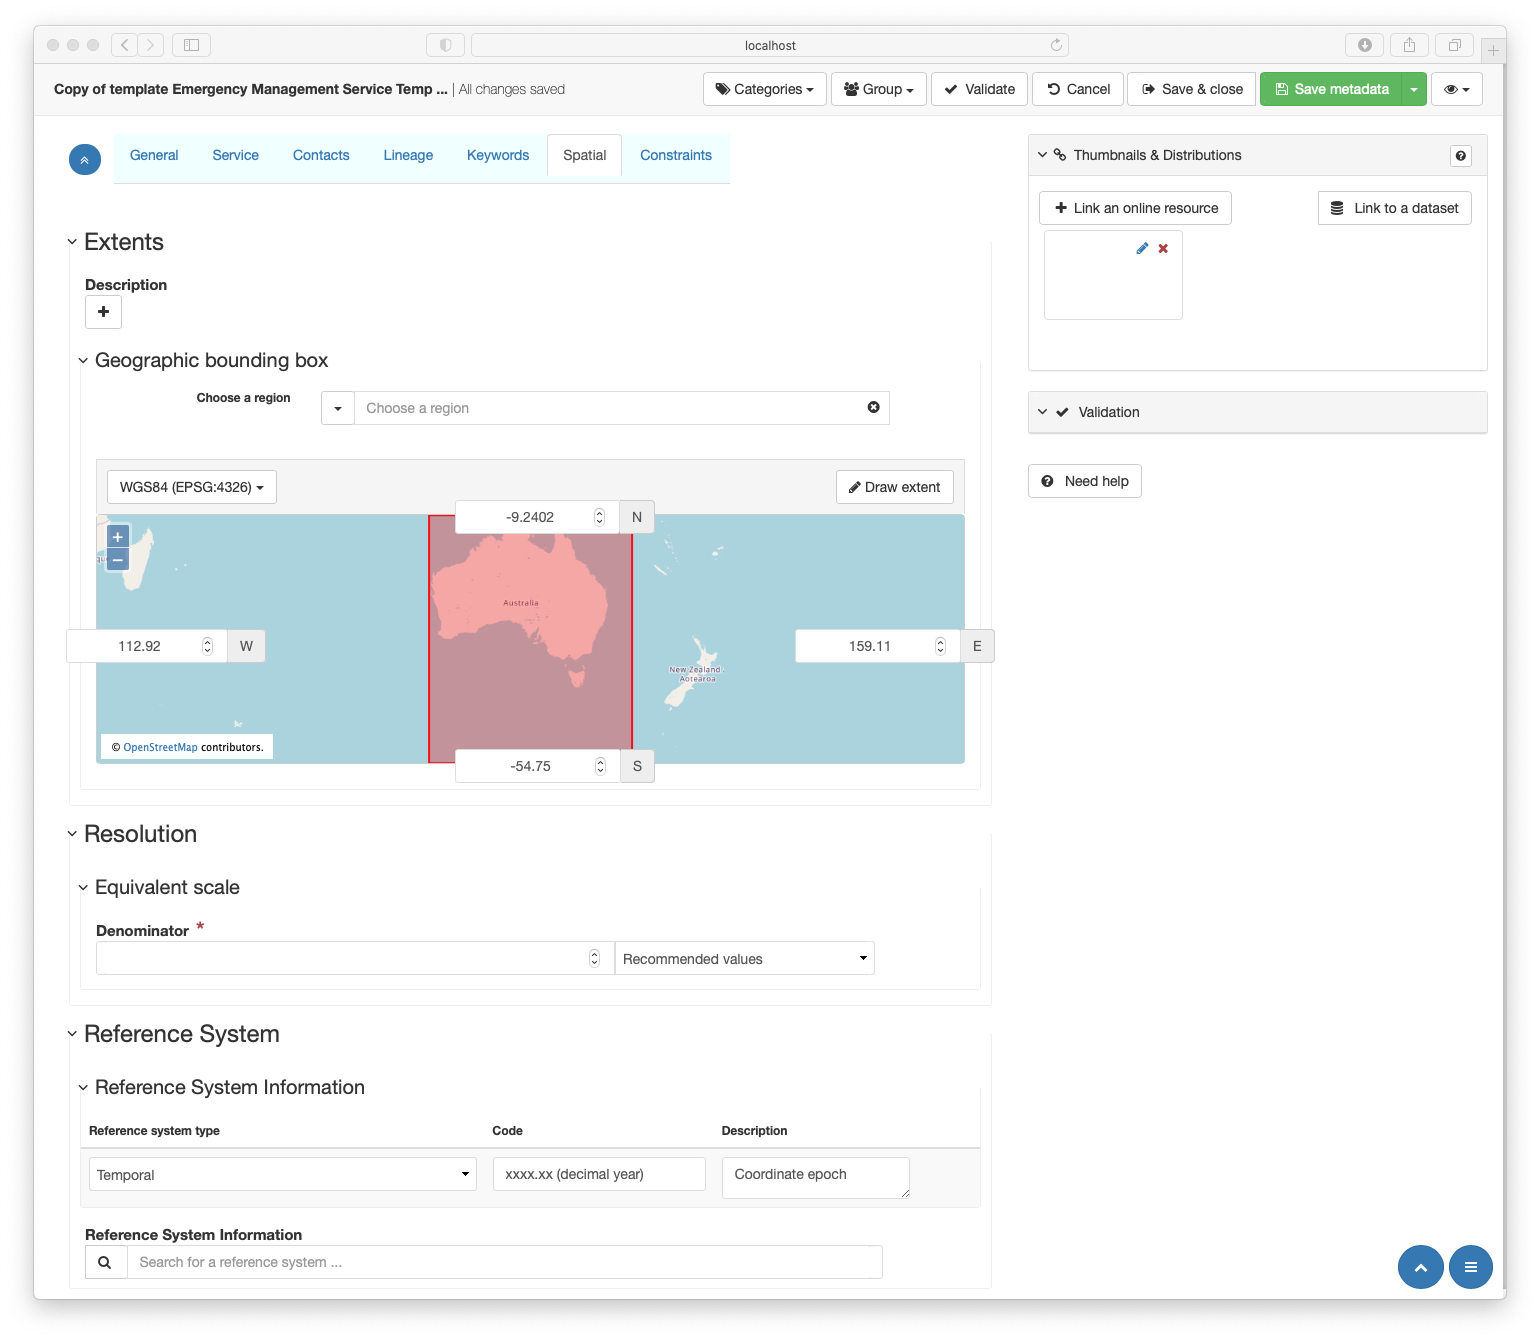 localhost
Copy of template Emergency Management Service Temp ... | All changes saved
Categories
Group
Validate
Cancel
Save & close
Save metadata
General
Service
Contacts
Lineage
Keywords
Spatial
Constraints
Thumbnails & Distributions
Link an online resource
Link to a dataset
Validation
Need help
Extents
Description
Geographic bounding box
Choose a region
Choose a region
WGS84 (EPSG:4326)
Draw extent
-9.2402 N
Australia
112.92 W
159.11 E
New Zealand
Aotearoa
© OpenStreetMap contributors.
-54.75 S
Resolution
Equivalent scale
Denominator *
Recommended values
Reference System
Reference System Information
Reference system type Code Description
Temporal xxxx.xx (decimal year) Coordinate epoch
Reference System Information
Search for a reference system ...